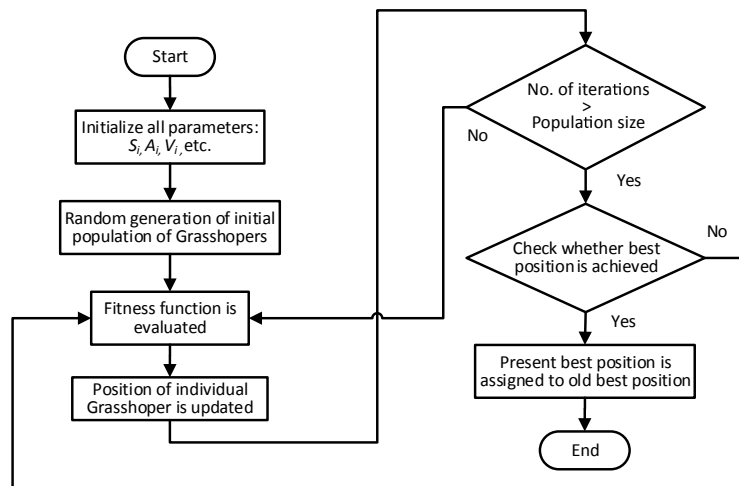 Start
Initialize all parameters:
Si, Ai, Vi, etc.
Random generation of initial
population of Grasshopers
Fitness function is
evaluated
Position of individual
Grasshoper is updated
No. of iterations
>
Population size
No
Yes
Check whether best
position is achieved
No
Yes
Present best position is
assigned to old best position
End